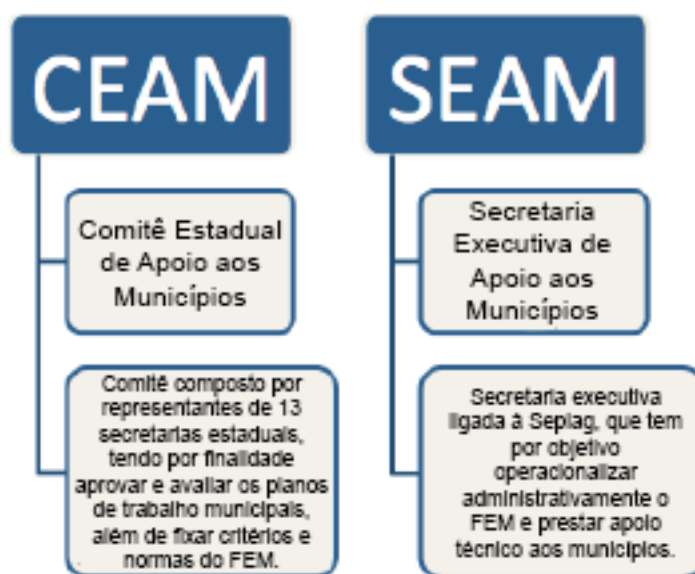 CEAM
Comitê Estadual
de Apoio aos
Municípios
Comitê composto por
representantes de 13
secretarias estaduais,
tendo por finalidade
aprovar e avaliar os planos
de trabalho municipais,
além de fixar critérios e
normas do FEM.
SEAM
Secretaria
Executiva de
Apoio aos
Municípios
Secretaria executiva
ligada à Seplag, que tem
por objetivo
operacionalizar
administrativamente o
FEM e prestar apoio
técnico aos municípios.